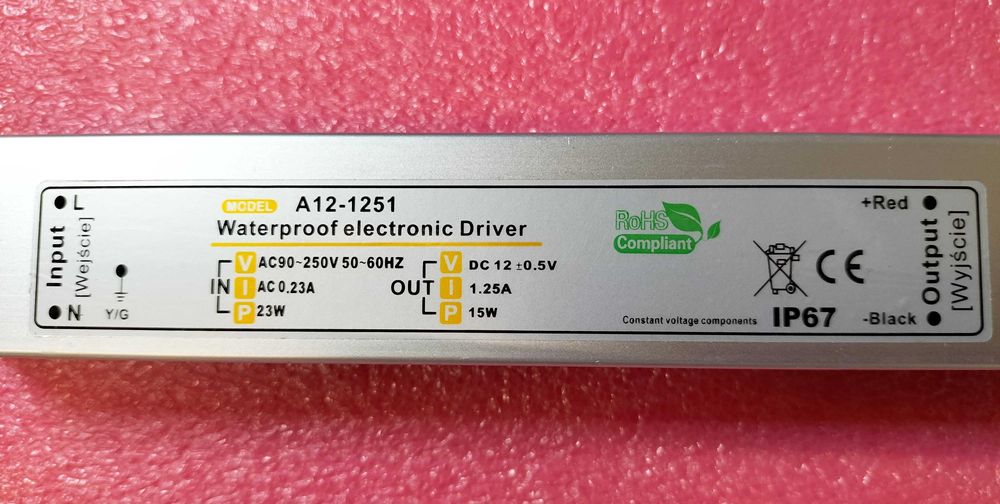 L
Input
[Wejście]
N
Y/G
MODEL A12-1251
Waterproof electronic Driver
IN
V AC90~250V 50~60HZ
I AC 0.23A
P 23W
OUT
V DC 12 ±0.5V
I 1.25A
P 15W
RoHS
Compliant
CE
Constant voltage components IP67
+Red
Output
[Wyjście]
-Black